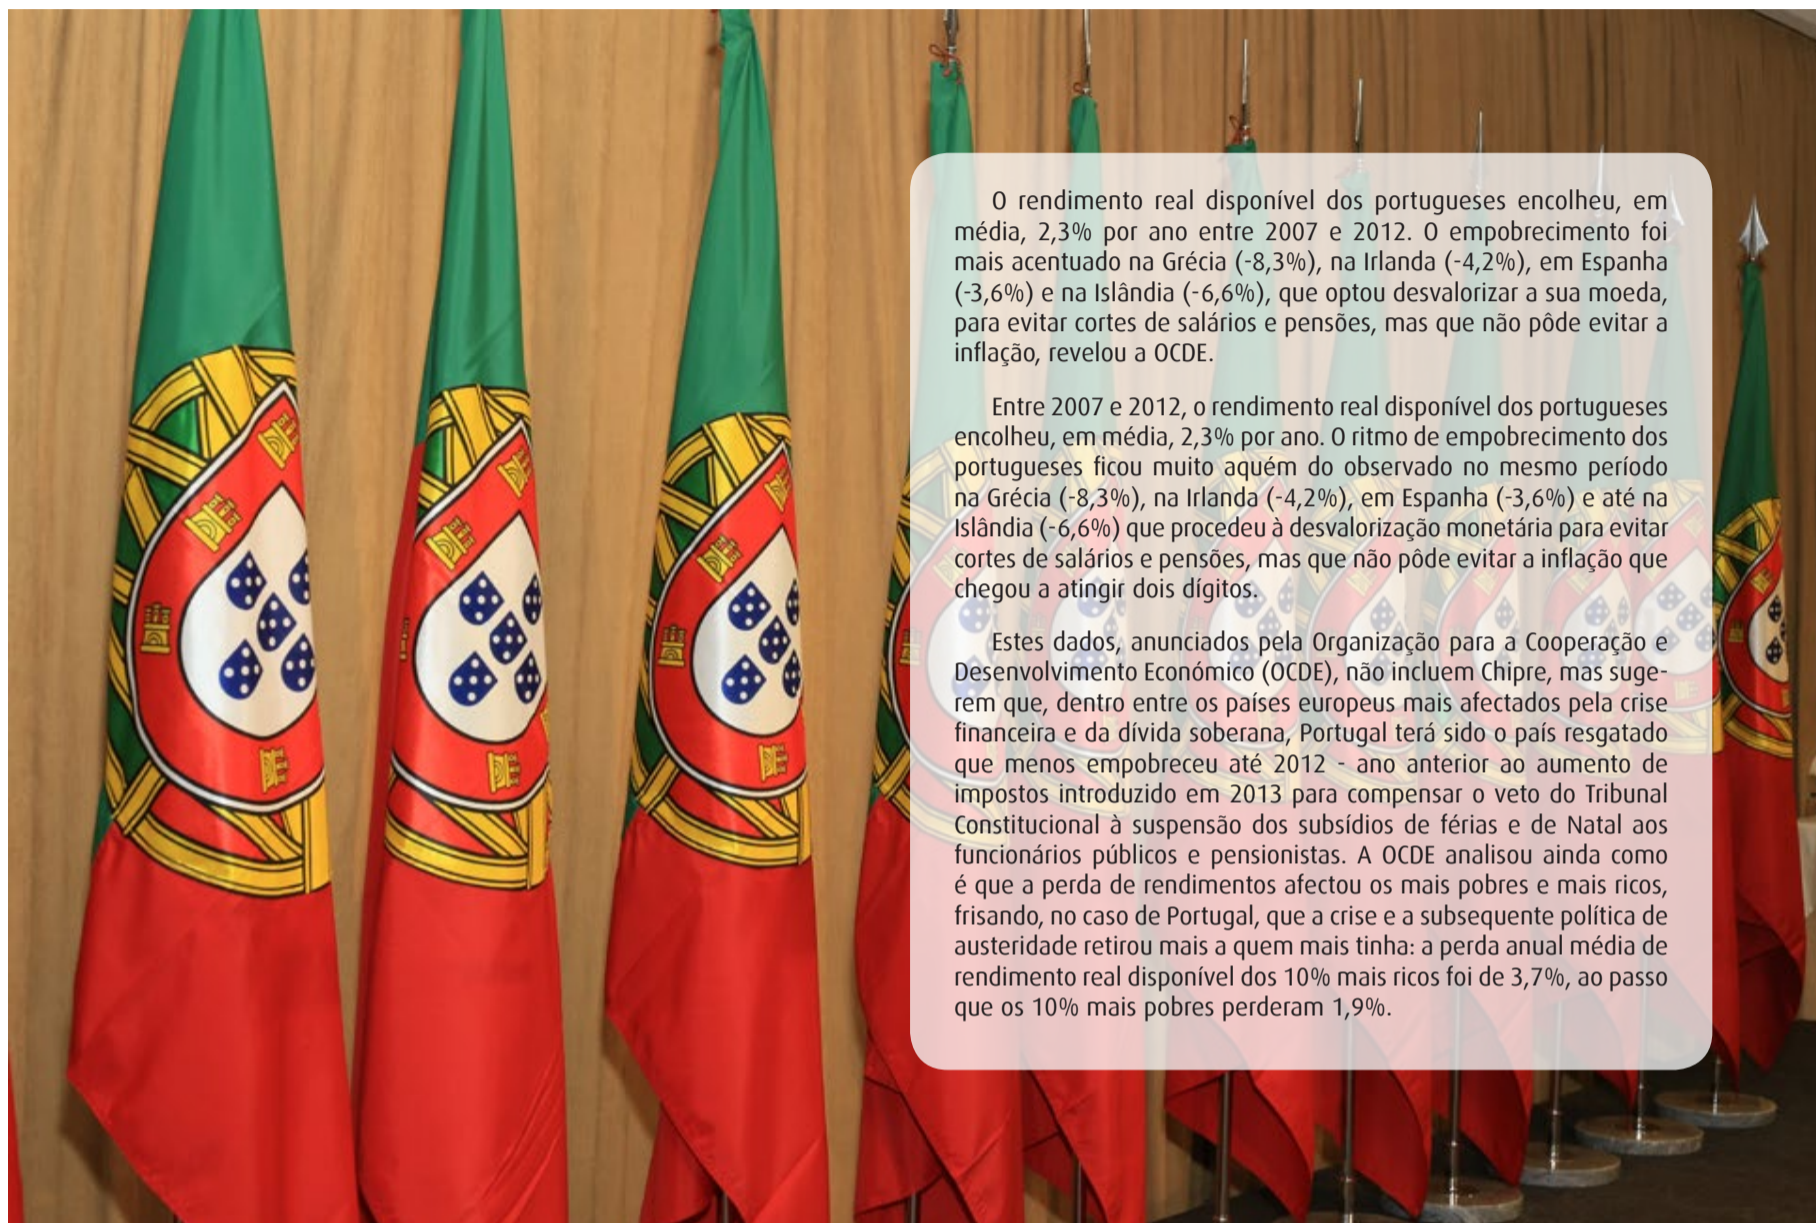 O rendimento real disponível dos portugueses encolheu, em
média, 2,3% por ano entre 2007 e 2012. O empobrecimento foi
mais acentuado na Grécia (-8,3%), na Irlanda (-4,2%), em Espanha
(-3,6%) e na Islândia (-6,6%), que optou desvalorizar a sua moeda,
para evitar cortes de salários e pensões, mas que não pôde evitar a
inflação, revelou a OCDE.
Entre 2007 e 2012, o rendimento real disponível dos portugueses
encolheu, em média, 2,3% por ano. O ritmo de empobrecimento dos
portugueses ficou muito aquém do observado no mesmo período
na Grécia (-8,3%), na Irlanda (-4,2%), em Espanha (-3,6%) e até na
Islândia (-6,6%) que procedeu à desvalorização monetária para evitar
cortes de salários e pensões, mas que não pôde evitar a inflação que
chegou a atingir dois dígitos.
Estes dados, anunciados pela Organização para a Cooperação e
Desenvolvimento Económico (OCDE), não incluem Chipre, mas suge-
rem que, dentro entre os países europeus mais afectados pela crise
financeira e da dívida soberana, Portugal terá sido o país resgatado
que menos empobreceu até 2012 - ano anterior ao aumento de
impostos introduzido em 2013 para compensar o veto do Tribunal
Constitucional à suspensão dos subsídios de férias e de Natal aos
funcionários públicos e pensionistas. A OCDE analisou ainda como
é que a perda de rendimentos afectou os mais pobres e mais ricos,
frisando, no caso de Portugal, que a crise e a subsequente política de
austeridade retirou mais a quem mais tinha: a perda anual média de
rendimento real disponível dos 10% mais ricos foi de 3,7%, ao passo
que os 10% mais pobres perderam 1,9%.